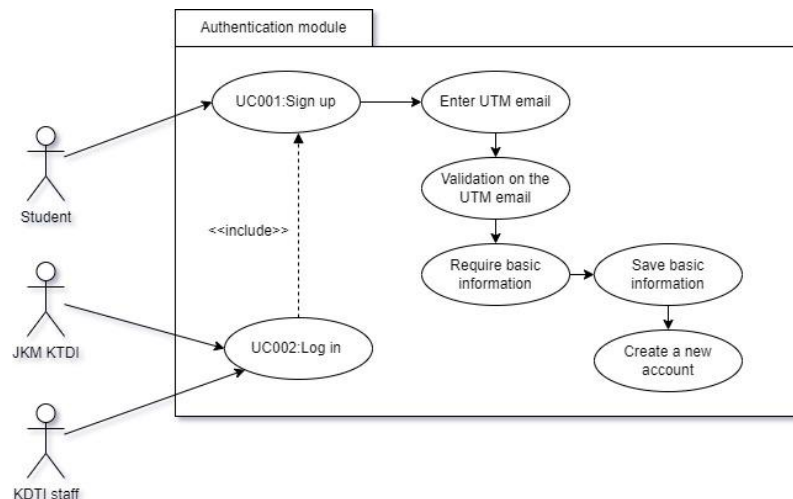 Authentication module
UC001:Sign up
Enter UTM email
Student
Validation on the
UTM email
<<include>>
Require basic
information
Save basic
information
JKM KTDI
UC002:Log in
Create a new
account
KDTI staff